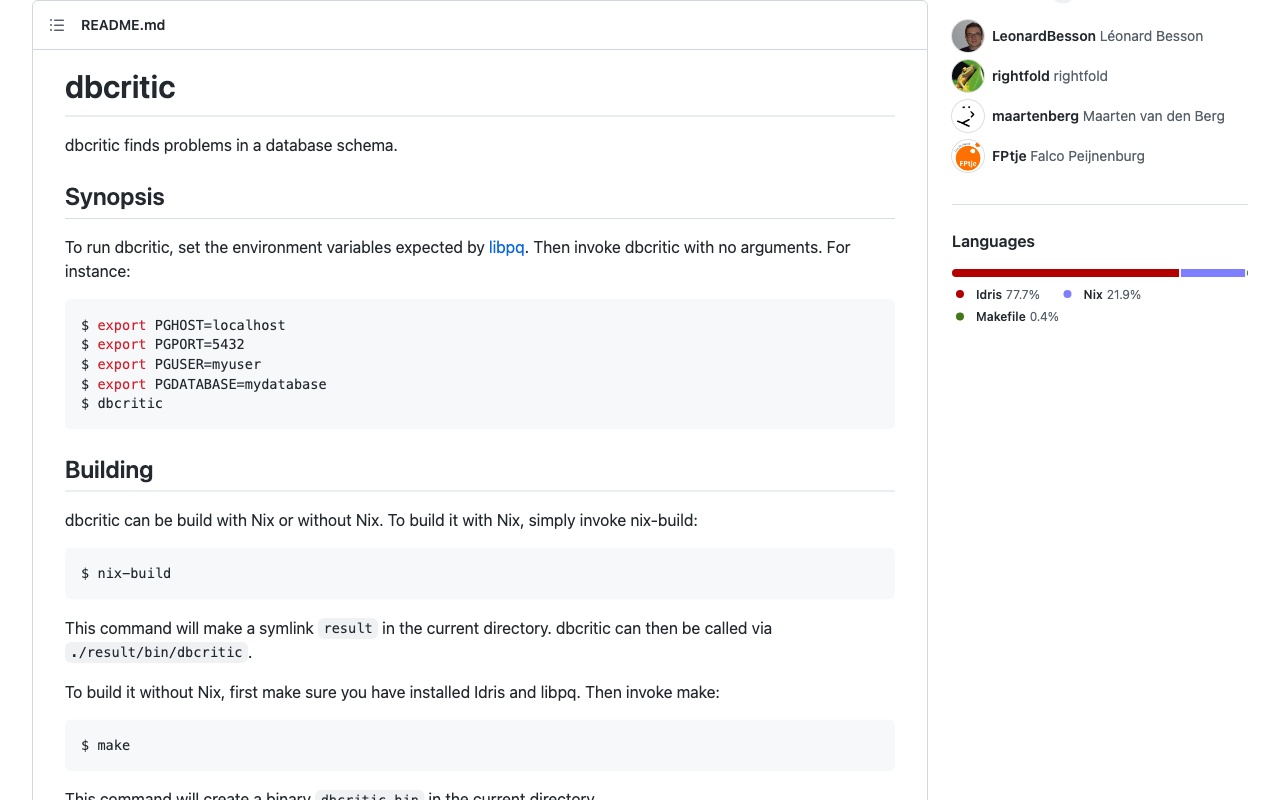 README.md
dbcritic
dbcritic finds problems in a database schema.
Synopsis
To run dbcritic, set the environment variables expected by libpq. Then invoke dbcritic with no arguments. For
instance:
$ export PGHOST=localhost
$ export PGPORT=5432
$ export PGUSER=myuser
$ export PGDATABASE=mydatabase
$ dbcritic
Building
dbcritic can be build with Nix or without Nix. To build it with Nix, simply invoke nix-build:
$ nix-build
This command will make a symlink result in the current directory. dbcritic can then be called via
./result/bin/dbcritic .
To build it without Nix, first make sure you have installed Idris and libpq. Then invoke make:
$ make
This command will create a binary dbcritic.bin in the current directory.
LeonardBesson Léonard Besson
rightfold rightfold
maartenberg Maarten van den Berg
FPtje
FPtje Falco Peijnenburg
Languages
Idris 77.7% Nix 21.9%
Makefile 0.4%